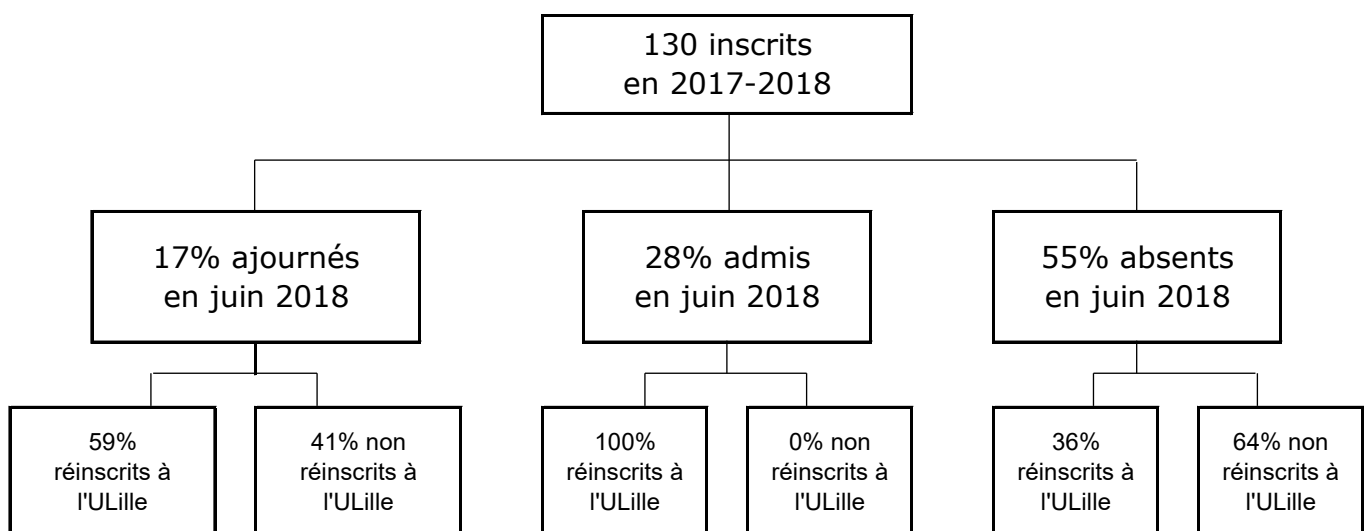 130 inscrits
en 2017-2018
17% ajournés
en juin 2018
28% admis
en juin 2018
55% absents
en juin 2018
59%
réinscrits à
l'ULille
41% non
réinscrits à
l'ULille
100%
réinscrits à
l'ULille
0% non
réinscrits à
l'ULille
36%
réinscrits à
l'ULille
64% non
réinscrits à
l'ULille